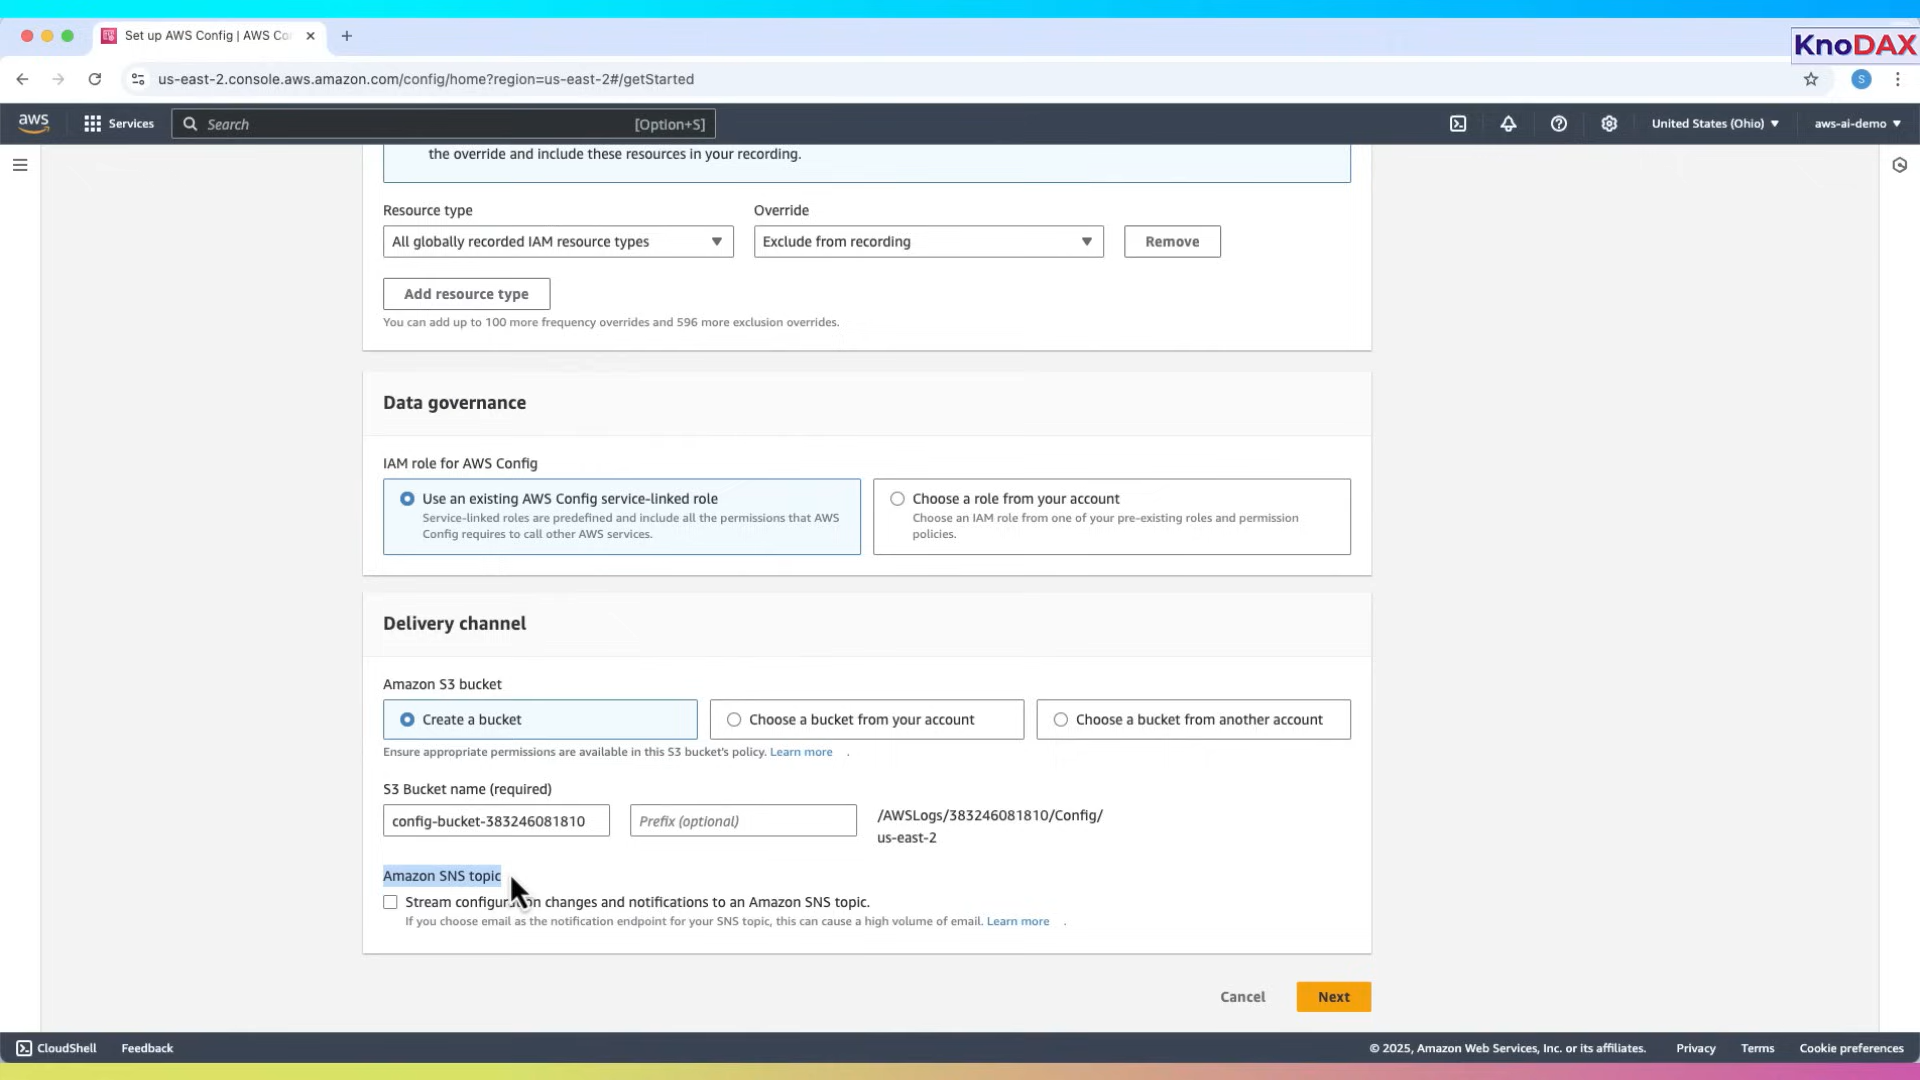 Set up AWS Config | AWS Co
KnoDAX
us-east-2.console.aws.amazon.com/config/home?region=us-east-2#/getStarted
S
aws
Services
Search
[Option+S]
United States (Ohio)
aws-ai-demo
the override and include these resources in your recording.
Resource type
Override
All globally recorded IAM resource types
Exclude from recording
Remove
Add resource type
You can add up to 100 more frequency overrides and 596 more exclusion overrides.
Data governance
IAM role for AWS Config
Use an existing AWS Config service-linked role
Service-linked roles are predefined and include all the permissions that AWS
Config requires to call other AWS services.
Choose a role from your account
Choose an IAM role from one of your pre-existing roles and permission
policies.
Delivery channel
Amazon S3 bucket
Create a bucket
Choose a bucket from your account
Choose a bucket from another account
Ensure appropriate permissions are available in this S3 bucket's policy. Learn more .
S3 Bucket name (required)
config-bucket-383246081810
Prefix (optional)
/AWSLogs/383246081810/Config/
us-east-2
Amazon SNS topic
Stream configuration changes and notifications to an Amazon SNS topic.
If you choose email as the notification endpoint for your SNS topic, this can cause a high volume of email. Learn more .
Cancel
Next
CloudShell
Feedback
© 2025, Amazon Web Services, Inc. or its affiliates.
Privacy
Terms
Cookie preferences